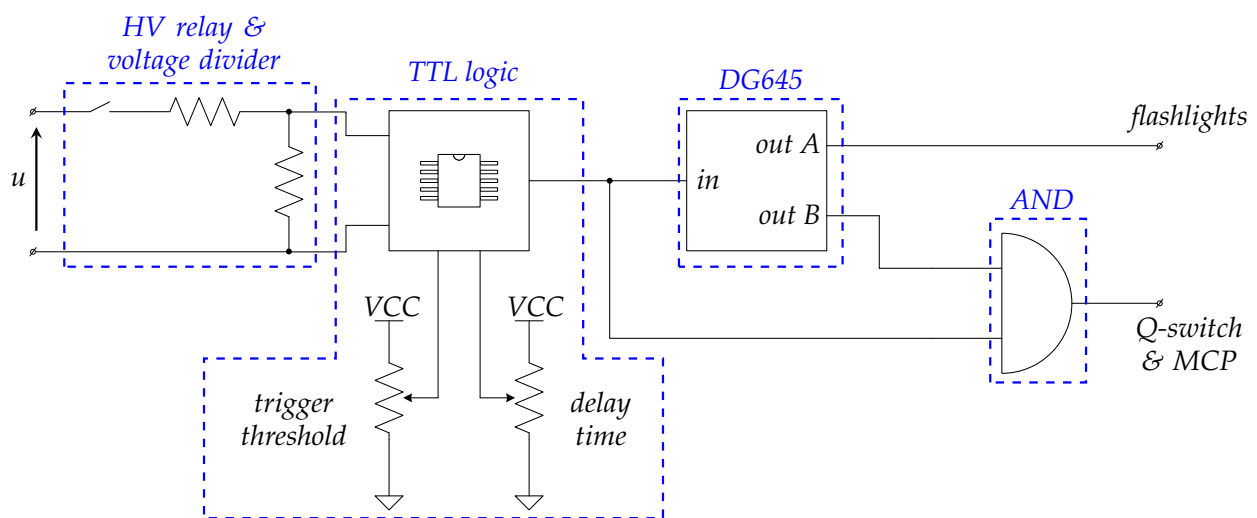 HV relay &
voltage divider
TTL logic
DG645
flashlights
out A
u
in
out B
AND
VCC
VCC
Q-switch
& MCP
trigger
threshold
delay
time